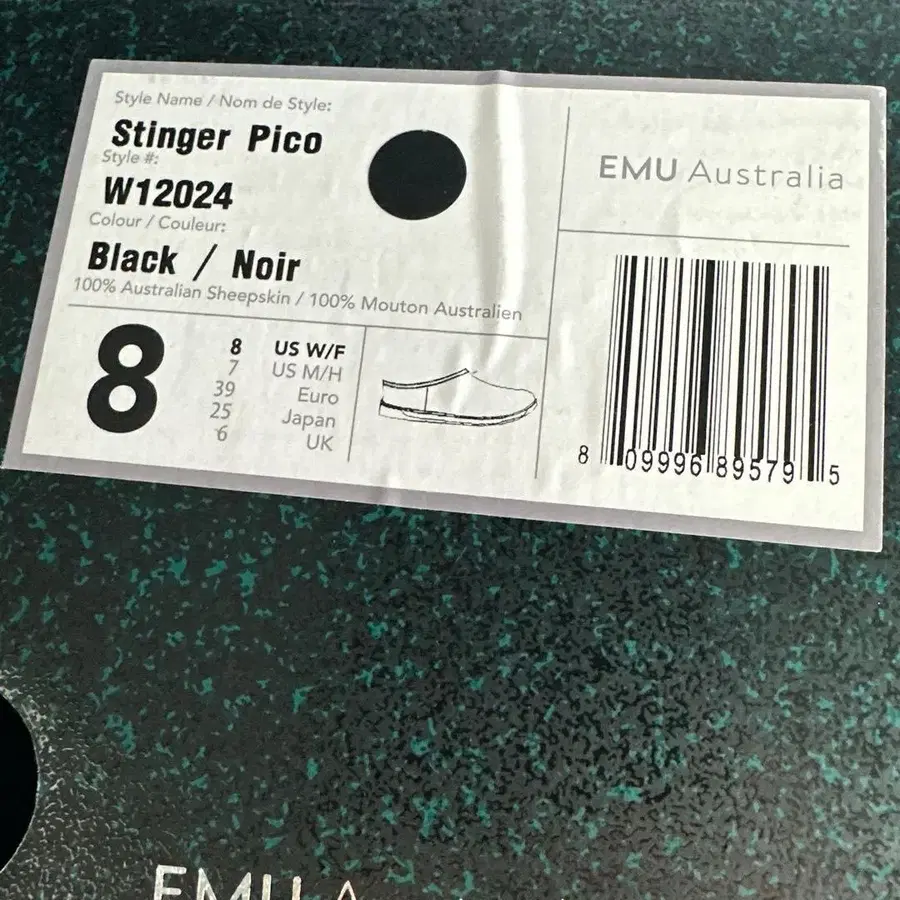 Style Name / Nom de Style:
Stinger Pico
Style #:
W12024
Colour / Couleur:
Black / Noir
100% Australian Sheepskin / 100% Mouton Australien
8
8 US W/F
7 US M/H
39 Euro
25 Japan
6 UK
EMU Australia
8 09996 89579 5
EMU A